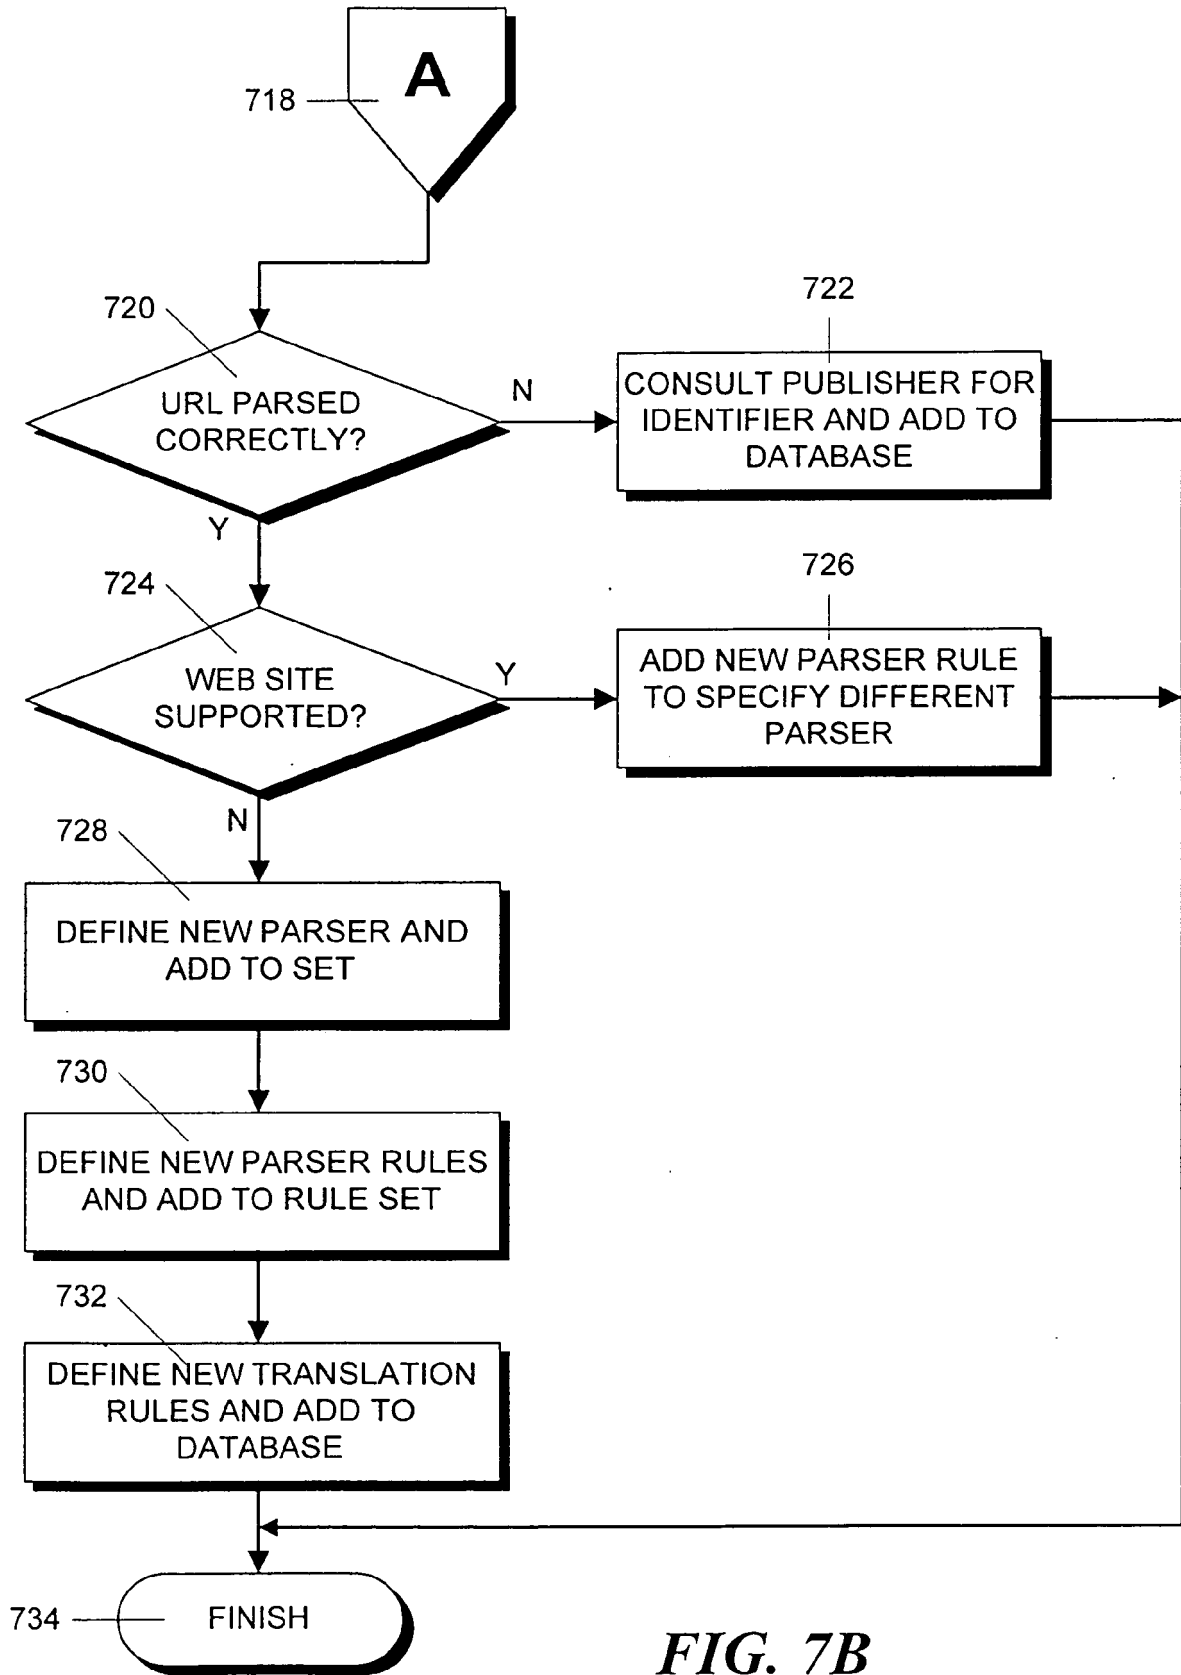 A
718
720
URL PARSED
CORRECTLY?
N
Y
722
CONSULT PUBLISHER FOR
IDENTIFIER AND ADD TO
DATABASE
724
WEB SITE
SUPPORTED?
Y
N
726
ADD NEW PARSER RULE
TO SPECIFY DIFFERENT
PARSER
728
DEFINE NEW PARSER AND
ADD TO SET
730
DEFINE NEW PARSER RULES
AND ADD TO RULE SET
732
DEFINE NEW TRANSLATION
RULES AND ADD TO
DATABASE
734
FINISH
FIG. 7B